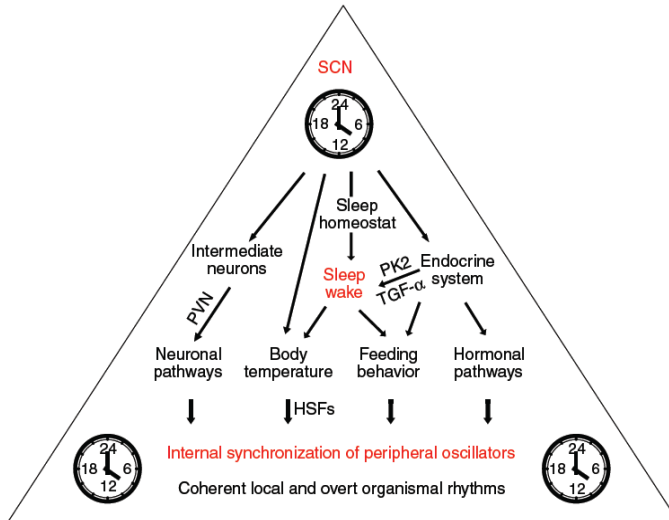 SCN
24
18 6
12
Sleep
homeostat
Intermediate
neurons
PK2
Endocrine
system
Sleep
wake
TGF-α
PVN
Neuronal
pathways
Body
temperature
Feeding
behavior
Hormonal
pathways
HSFs
Internal synchronization of peripheral oscillators
Coherent local and overt organismal rhythms
24
18 6
12
24
18 6
12